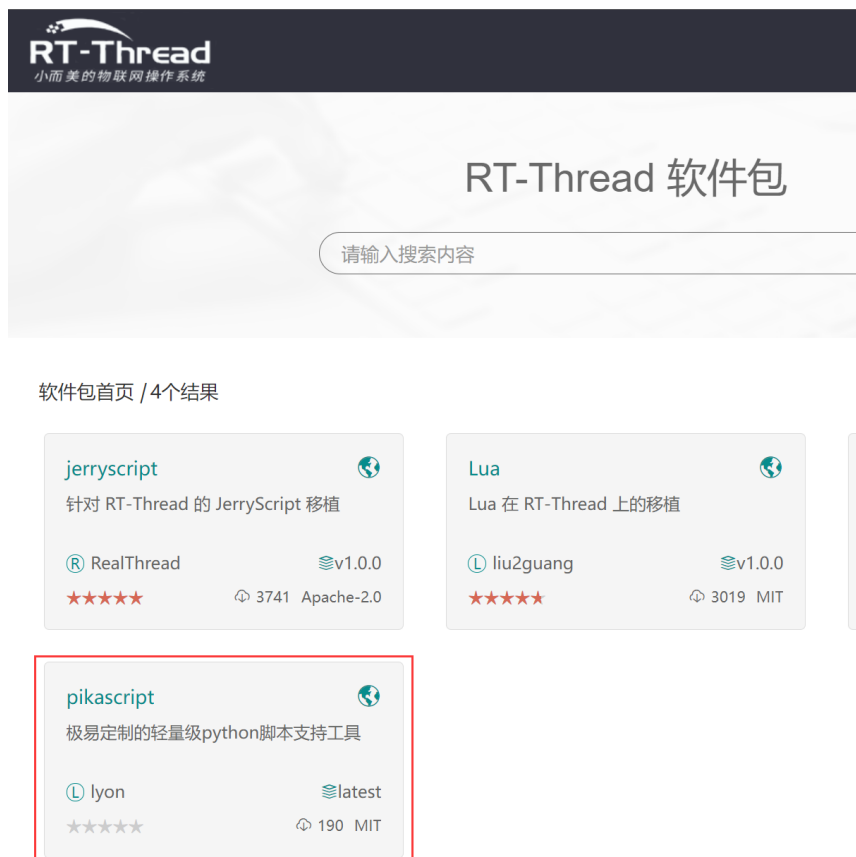 RT-Thread
小而美的物联网操作系统
RT-Thread 软件包
请输入搜索内容
软件包首页 / 4个结果
jerryscript
针对 RT-Thread 的 JerryScript 移植
R RealThread v1.0.0
3741 Apache-2.0
Lua
Lua 在 RT-Thread 上的移植
L liu2guang v1.0.0
3019 MIT
pikascript
极易定制的轻量级python脚本支持工具
L lyon latest
190 MIT